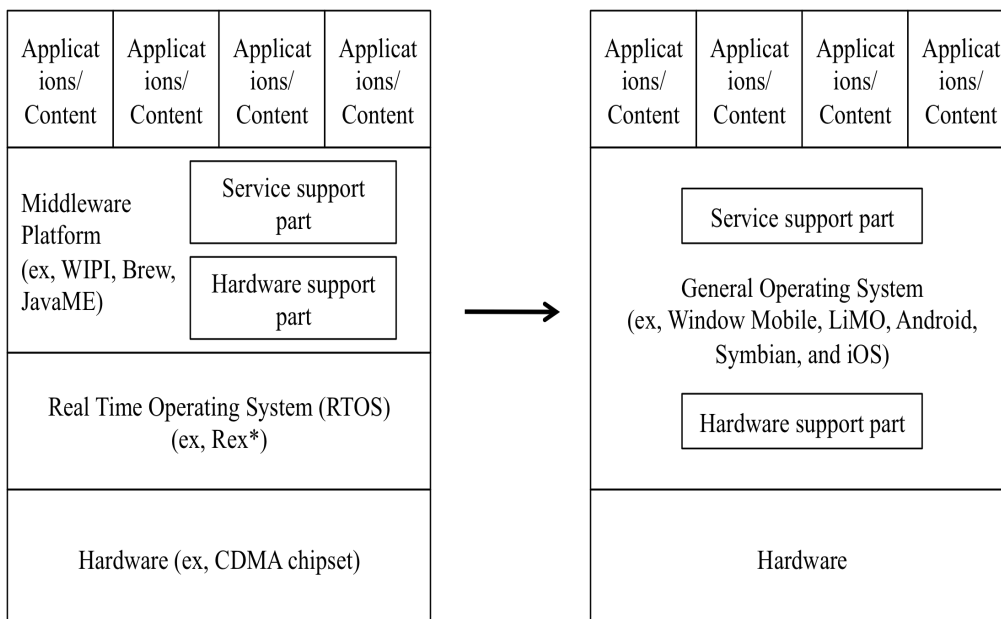 Applicat
ions/
Content
Applicat
ions/
Content
Applicat
ions/
Content
Applicat
ions/
Content
Middleware
Platform
(ex, WIPI, Brew,
JavaME)
Service support
part
Hardware support
part
Real Time Operating System (RTOS)
(ex, Rex*)
Hardware (ex, CDMA chipset)
Applicat
ions/
Content
Applicat
ions/
Content
Applicat
ions/
Content
Applicat
ions/
Content
Service support part
General Operating System
(ex, Window Mobile, LiMO, Android,
Symbian, and iOS)
Hardware support part
Hardware